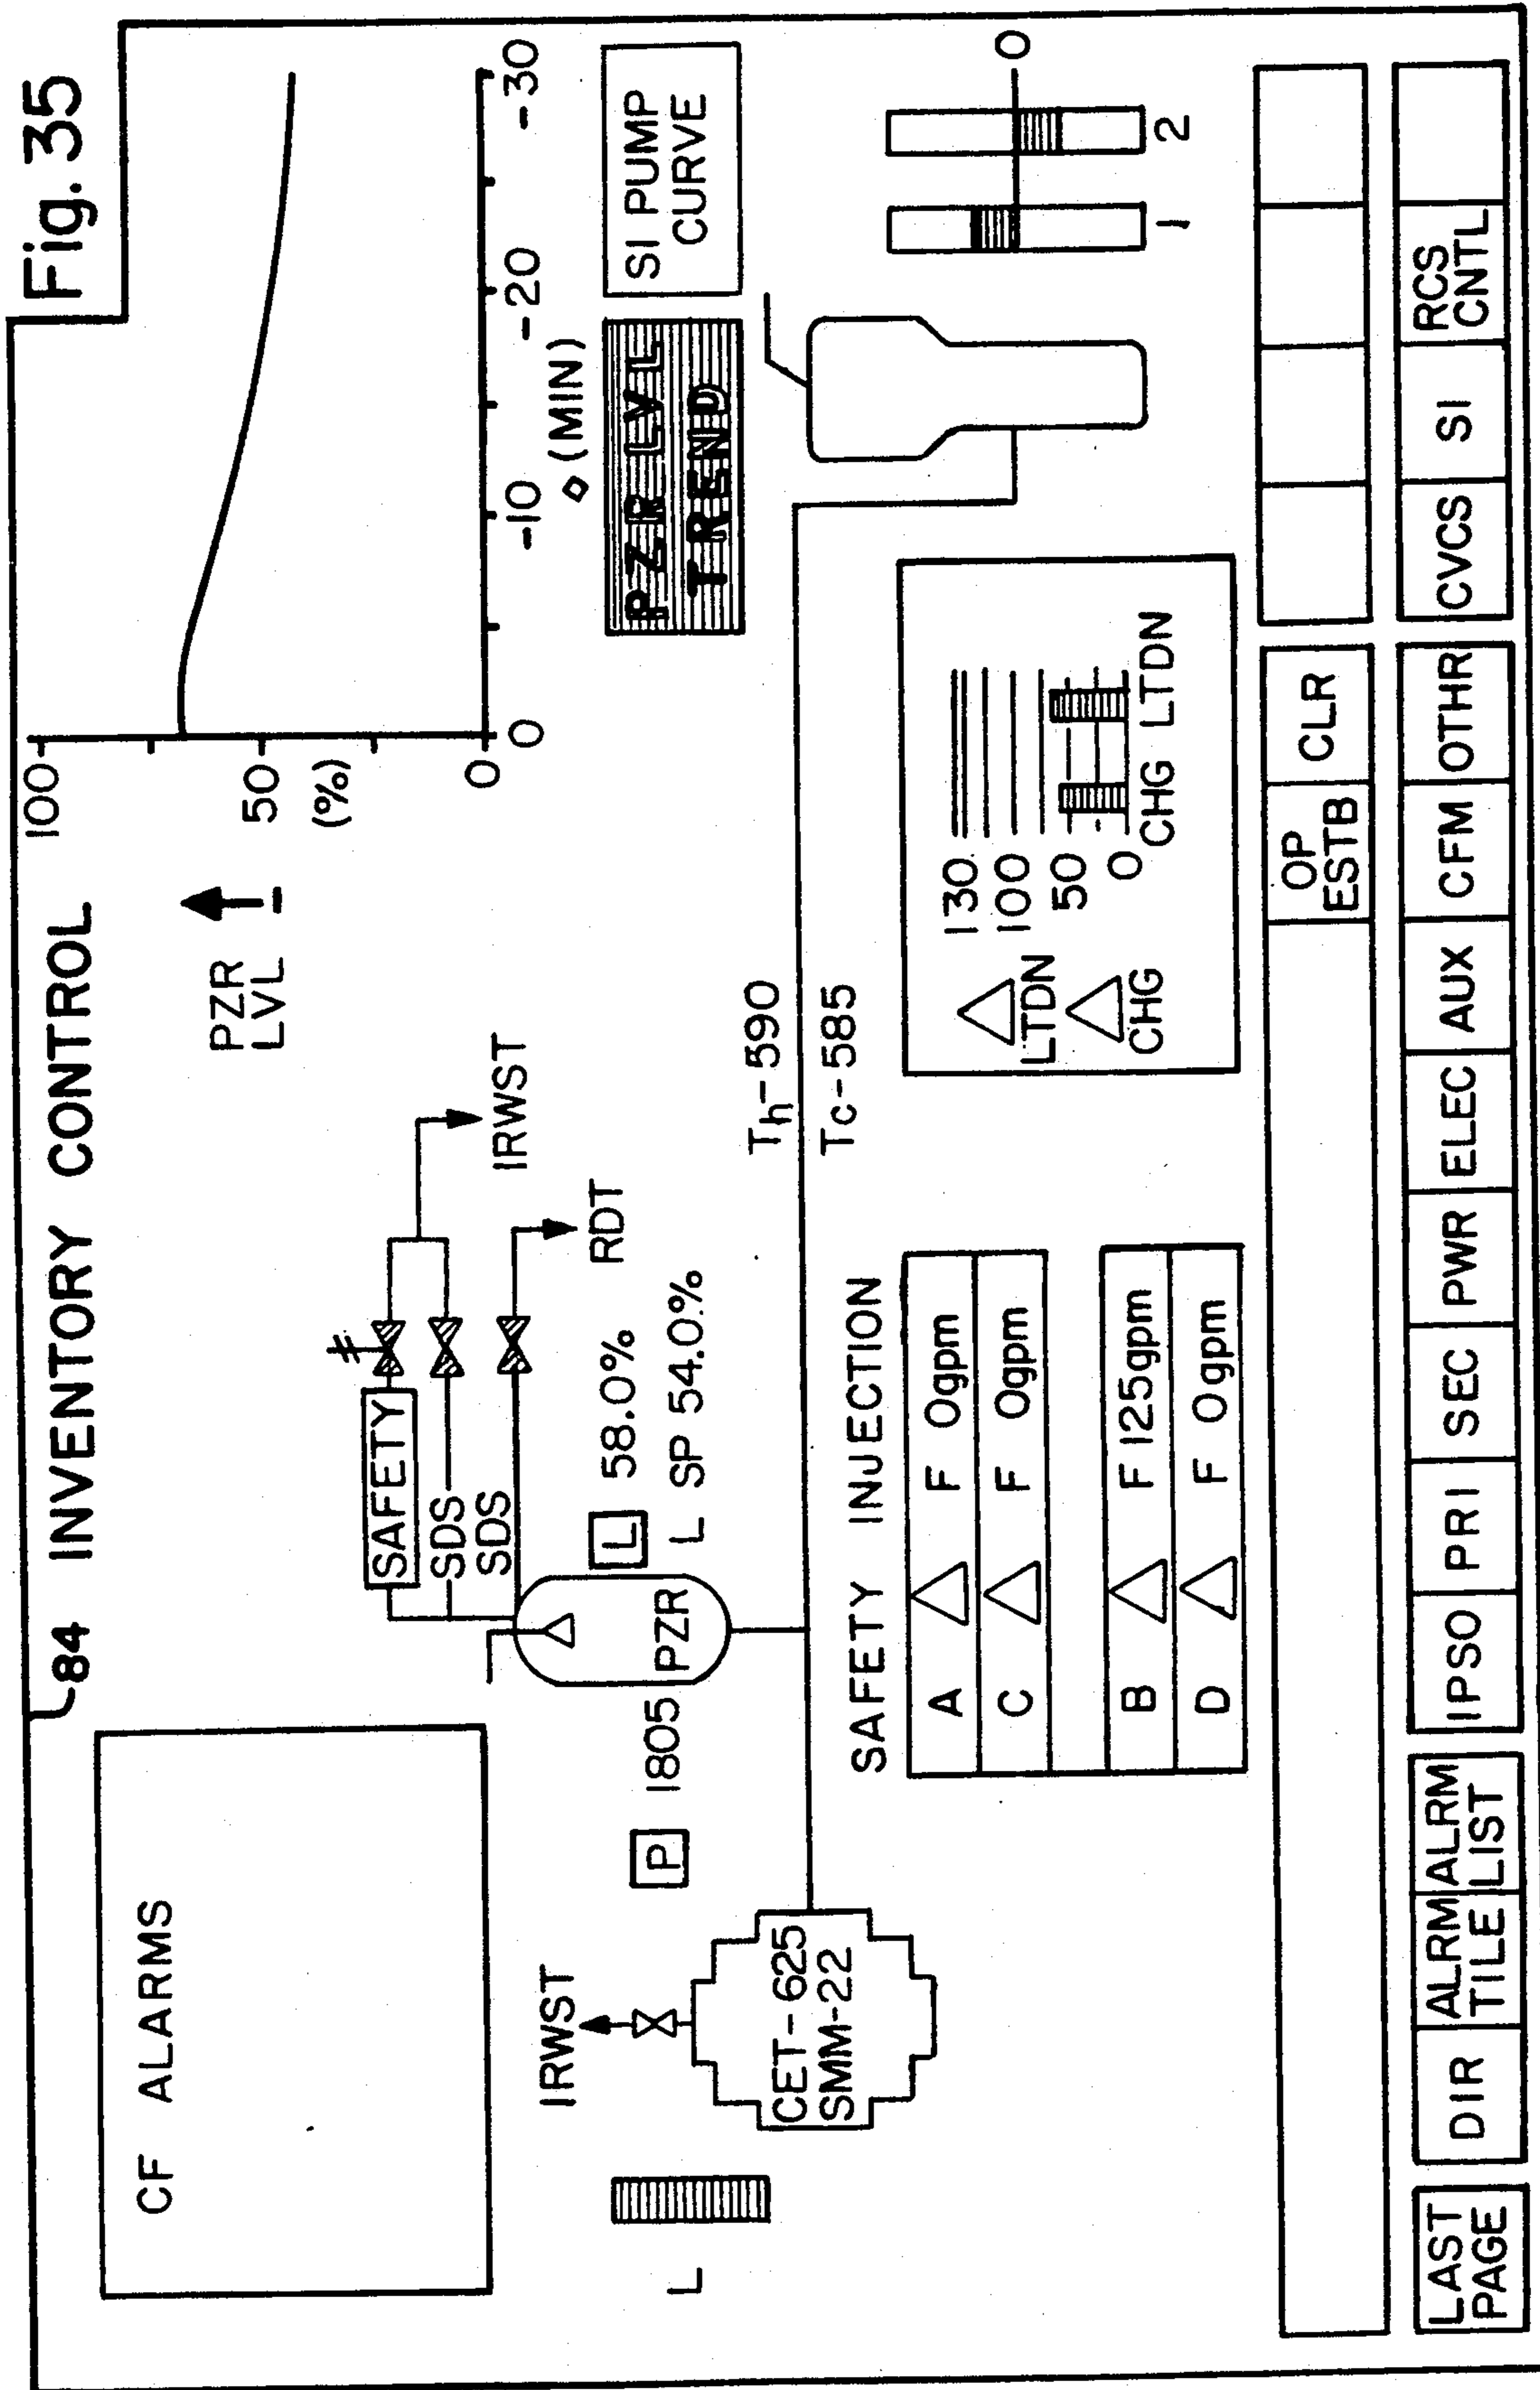 Fig. 35
84 INVENTORY CONTROL
CF ALARMS
PZR
LVL
100
50
(%)
0
0
-10
-20
-30
(MIN)
SAFETY
SDS
SDS
IRWST
RDT
PZR LVL
TREND
SI PUMP
CURVE
IRWST
L
P 1805
PZR
L 58.0%
L SP 54.0.%
CET-625
SMM-22
Th-590
Tc-585
0
1
2
SAFETY INJECTION
A F 0gpm
C F 0gpm
B F 125gpm
D F 0gpm
LTDN
CHG
130
100
50
0
CHG LTDN
OP
ESTB
CLR
LAST
PAGE
DIR
ALRM
TILE
ALRM
LIST
IPSO
PRI
SEC
PWR
ELEC
AUX
CFM
OTHR
CVCS
SI
RCS
CNTL